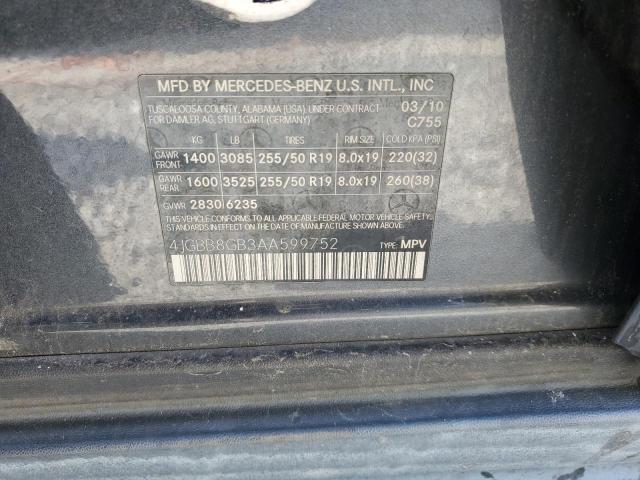 MFD BY MERCEDES-BENZ U.S. INTL., INC
TUSCALOOSA COUNTY, ALABAMA (USA) UNDER CONTRACT 03/10
FOR DAIMLER AG, STUTTGART (GERMANY) C755
KG LB TIRES RIM SIZE COLD KPA (PSI)
GAWR FRONT 1400 3085 255/50 R19 8.0x19 220(32)
GAWR REAR 1600 3525 255/50 R19 8.0x19 260(38)
GVWR 2830 6235
THIS VEHICLE CONFORMS TO ALL APPLICABLE FEDERAL MOTOR VEHICLE SAFETY
STANDARDS IN EFFECT ON THE DATE OF MANUFACTURE SHOWN ABOVE.
4JGBB8GB3AA599752 TYPE: MPV